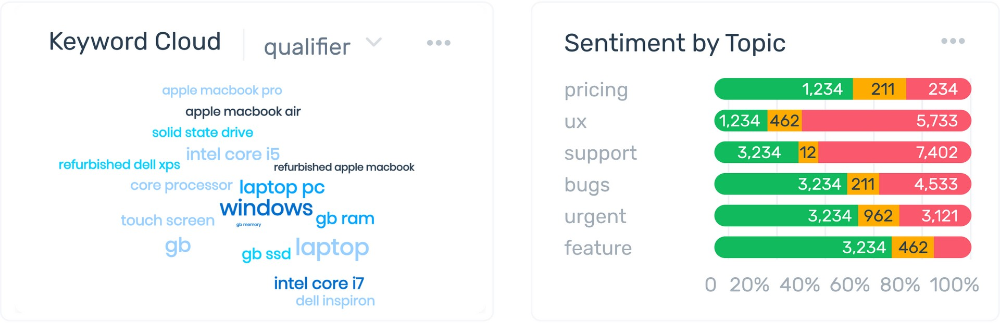 Keyword Cloud
qualifier
apple macbook pro
apple macbook air
solid state drive
intel core i5
refurbished dell xps
refurbished apple macbook
core processor
laptop pc
windows
touch screen
gb ram
gb memory
gb
laptop
gb ssd
intel core i7
dell inspiron
Sentiment by Topic
pricing 1,234 211 234
ux 1,234 462 5,733
support 3,234 12 7,402
bugs 3,234 211 4,533
urgent 3,234 962 3,121
feature 3,234 462
0 20% 40% 60% 80% 100%